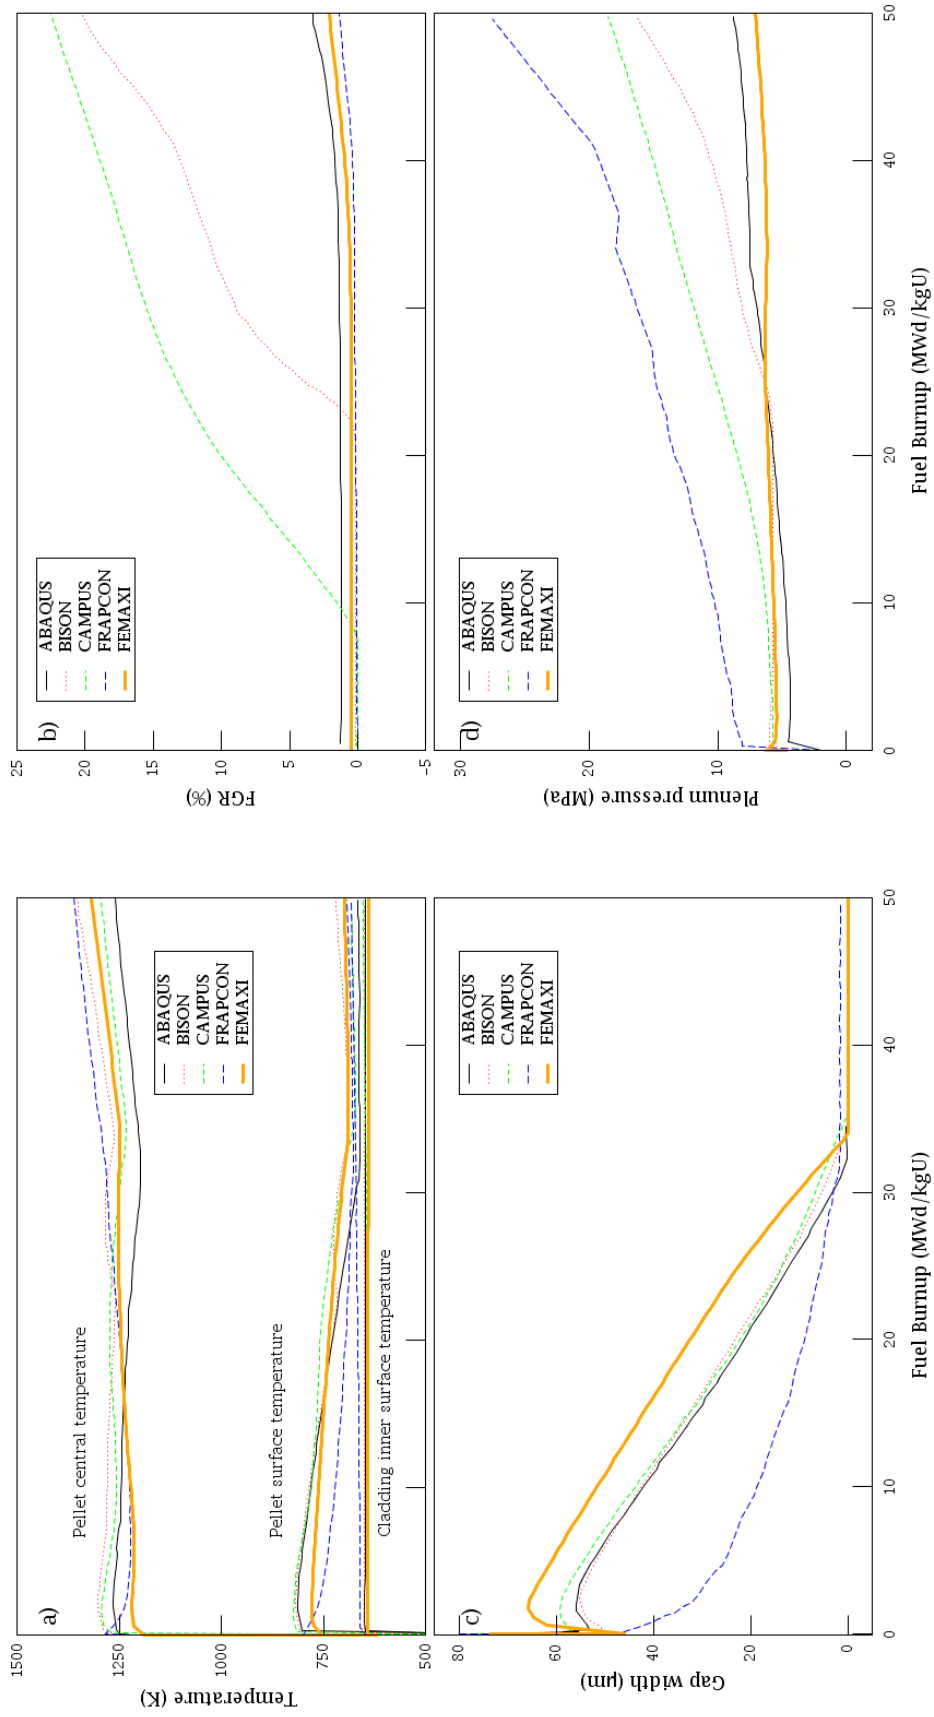 a)
1500
1250
1000
750
500
Temperature (K)
Pellet central temperature
Pellet surface temperature
Cladding inner surface temperature
ABAQUS
BISON
CAMPUS
FRAPCON
FEMAXI
b)
25
20
15
10
5
0
-5
FGR (%)
ABAQUS
BISON
CAMPUS
FRAPCON
FEMAXI
c)
80
60
40
20
0
Gap width (µm)
ABAQUS
BISON
CAMPUS
FRAPCON
FEMAXI
0 10 20 30 40 50
Fuel Burnup (MWd/kgU)
d)
30
20
10
0
Plenum pressure (MPa)
ABAQUS
BISON
CAMPUS
FRAPCON
FEMAXI
0 10 20 30 40 50
Fuel Burnup (MWd/kgU)